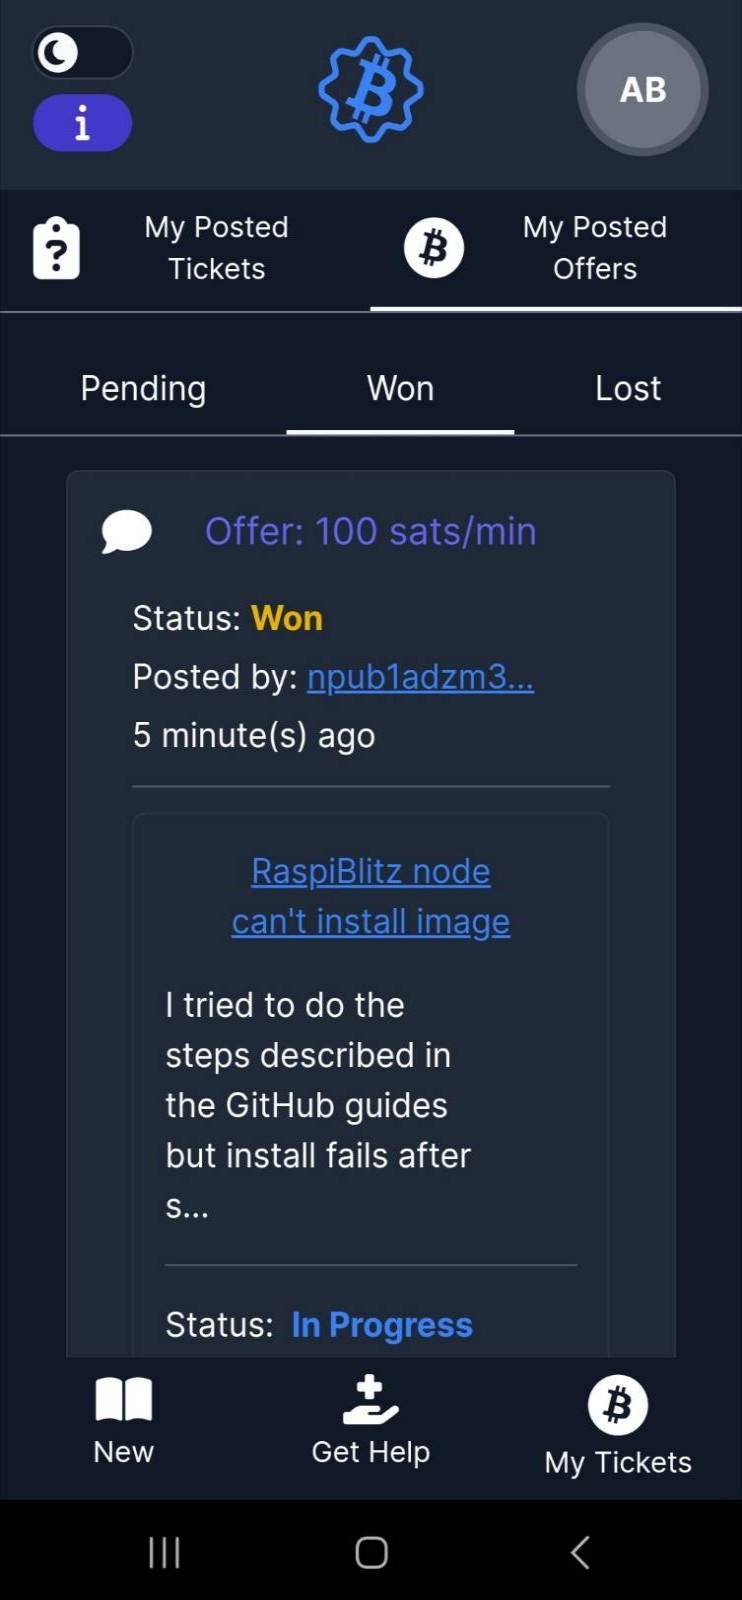 AB
i
My Posted
Tickets
My Posted
Offers
Pending
Won
Lost
Offer: 100 sats/min
Status: Won
Posted by: npub1adzm3...
5 minute(s) ago
RaspiBlitz node
can't install image
I tried to do the
steps described in
the GitHub guides
but install fails after
s...
Status: In Progress
New
Get Help
My Tickets